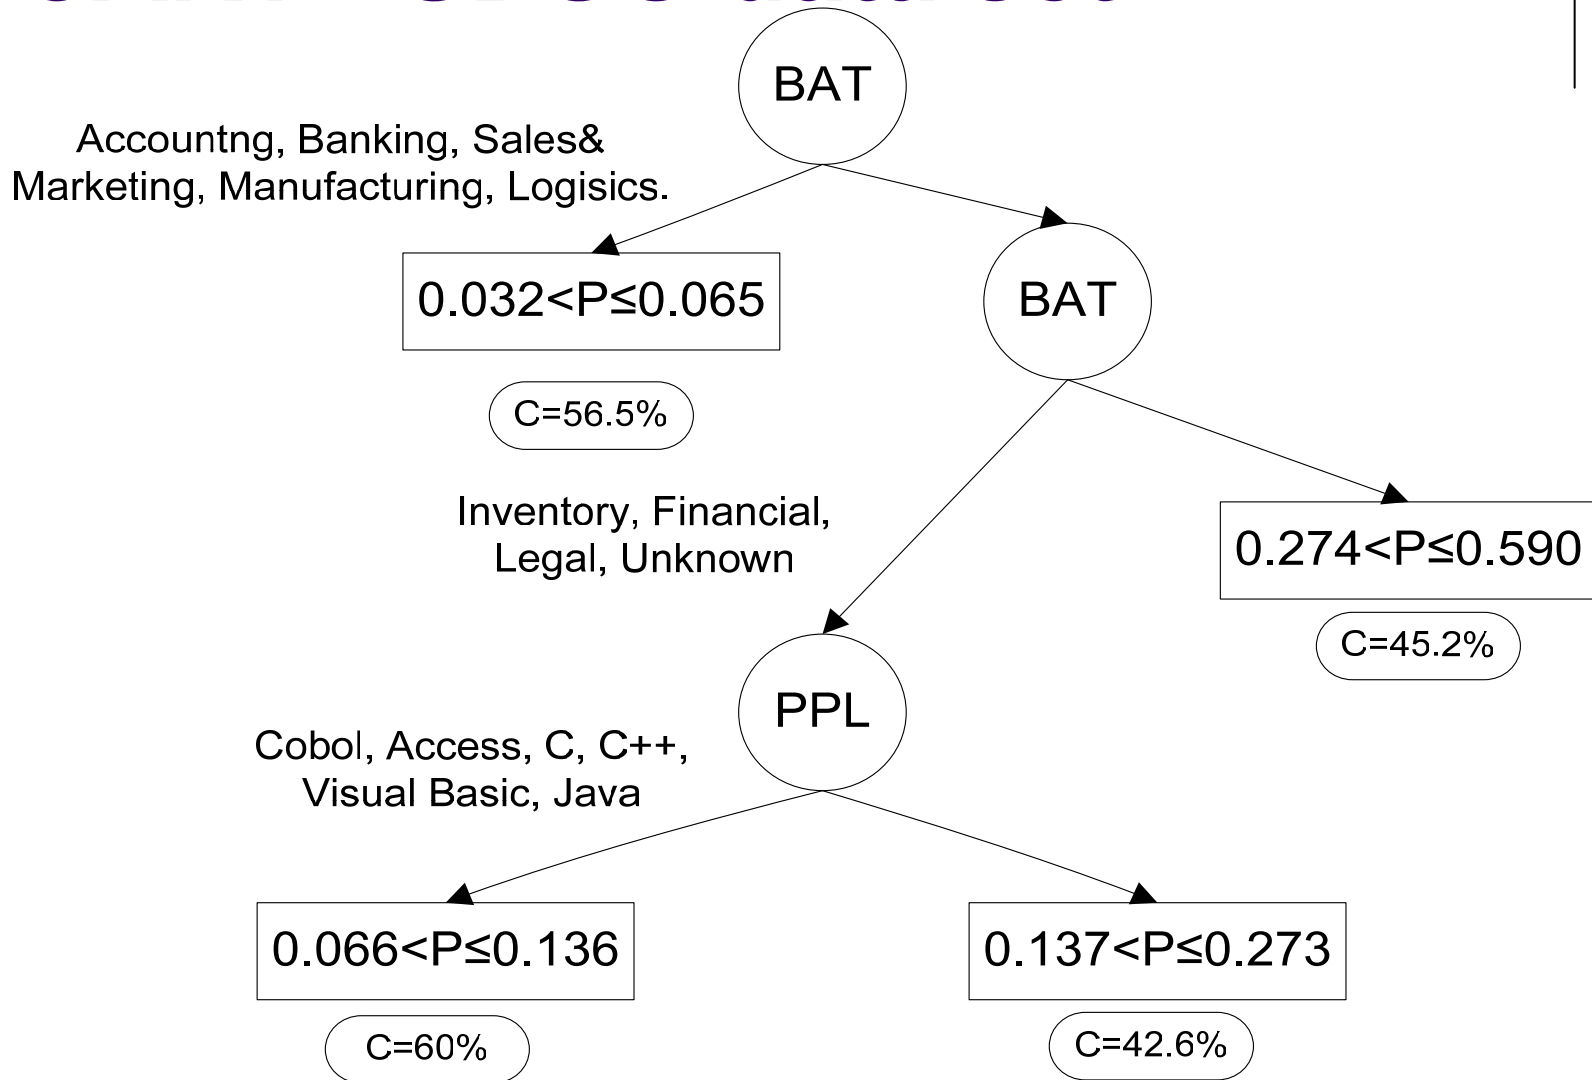 BAT
Accountng, Banking, Sales&
Marketing, Manufacturing, Logisics.
0.032<P≤0.065
BAT
C=56.5%
Inventory, Financial,
Legal, Unknown
0.274<P≤0.590
C=45.2%
PPL
Cobol, Access, C, C++,
Visual Basic, Java
0.066<P≤0.136
0.137<P≤0.273
C=60%
C=42.6%